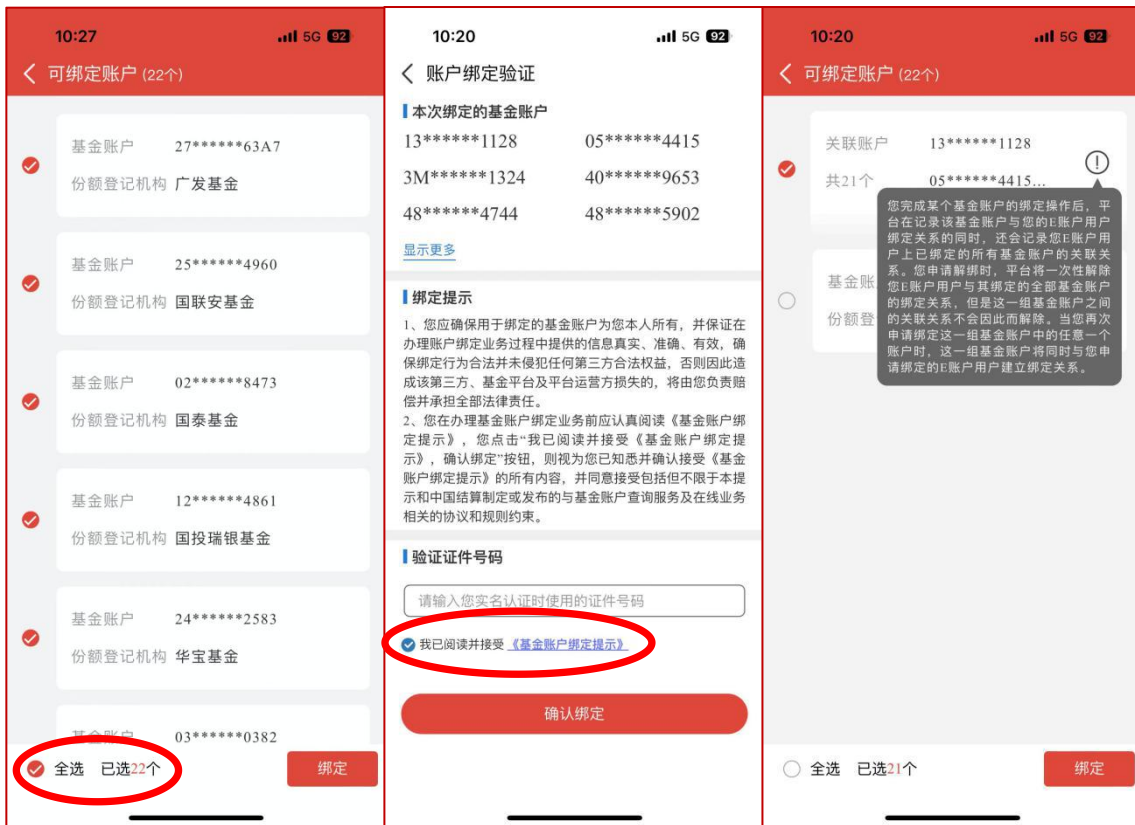 10:27
5G 92
可绑定账户 (22个)
基金账户 27******63A7
份额登记机构 广发基金
基金账户 25******4960
份额登记机构 国联安基金
基金账户 02******8473
份额登记机构 国泰基金
基金账户 12******4861
份额登记机构 国投瑞银基金
基金账户 24******2583
份额登记机构 华宝基金
基金账户 03******0382
全选 已选22个
绑定
10:20
5G 92
账户绑定验证
本次绑定的基金账户
13******1128 05******4415
3M******1324 40******9653
48******4744 48******5902
显示更多
绑定提示
1、您应确保用于绑定的基金账户为您本人所有，并保证在
办理账户绑定业务过程中提供的信息真实、准确、有效，确
保绑定行为合法并未侵犯任何第三方合法权益，否则因此造
成该第三方、基金平台及平台运营方损失的，将由您负责赔
偿并承担全部法律责任。
2、您在办理基金账户绑定业务前应认真阅读《基金账户绑
定提示》，您点击“我已阅读并接受《基金账户绑定提
示》，确认绑定”按钮，则视为您已知悉并确认接受《基金
账户绑定提示》的所有内容，并同意接受包括但不限于本提
示和中国结算制定或发布的与基金账户查询服务及在线业务
相关的协议和规则约束。
验证证件号码
请输入您实名认证时使用的证件号码
我已阅读并接受《基金账户绑定提示》
确认绑定
10:20
5G 92
可绑定账户 (22个)
关联账户 13******1128
共21个 05******4415...
您完成某个基金账户的绑定操作后，平
台在记录该基金账户与您的E账户用户
绑定关系的同时，还会记录您E账户用
户上已绑定的所有基金账户的关联关
系。您申请解绑时，平台将一次性解除
您E账户用户与其绑定的全部基金账户
的绑定关系，但是这一组基金账户之间
的关联关系不会因此而解除。当您再次
申请绑定这一组基金账户中的任意一个
账户时，这一组基金账户将同时与您申
请绑定的E账户用户建立绑定关系。
基金账
份额登
全选 已选21个
绑定